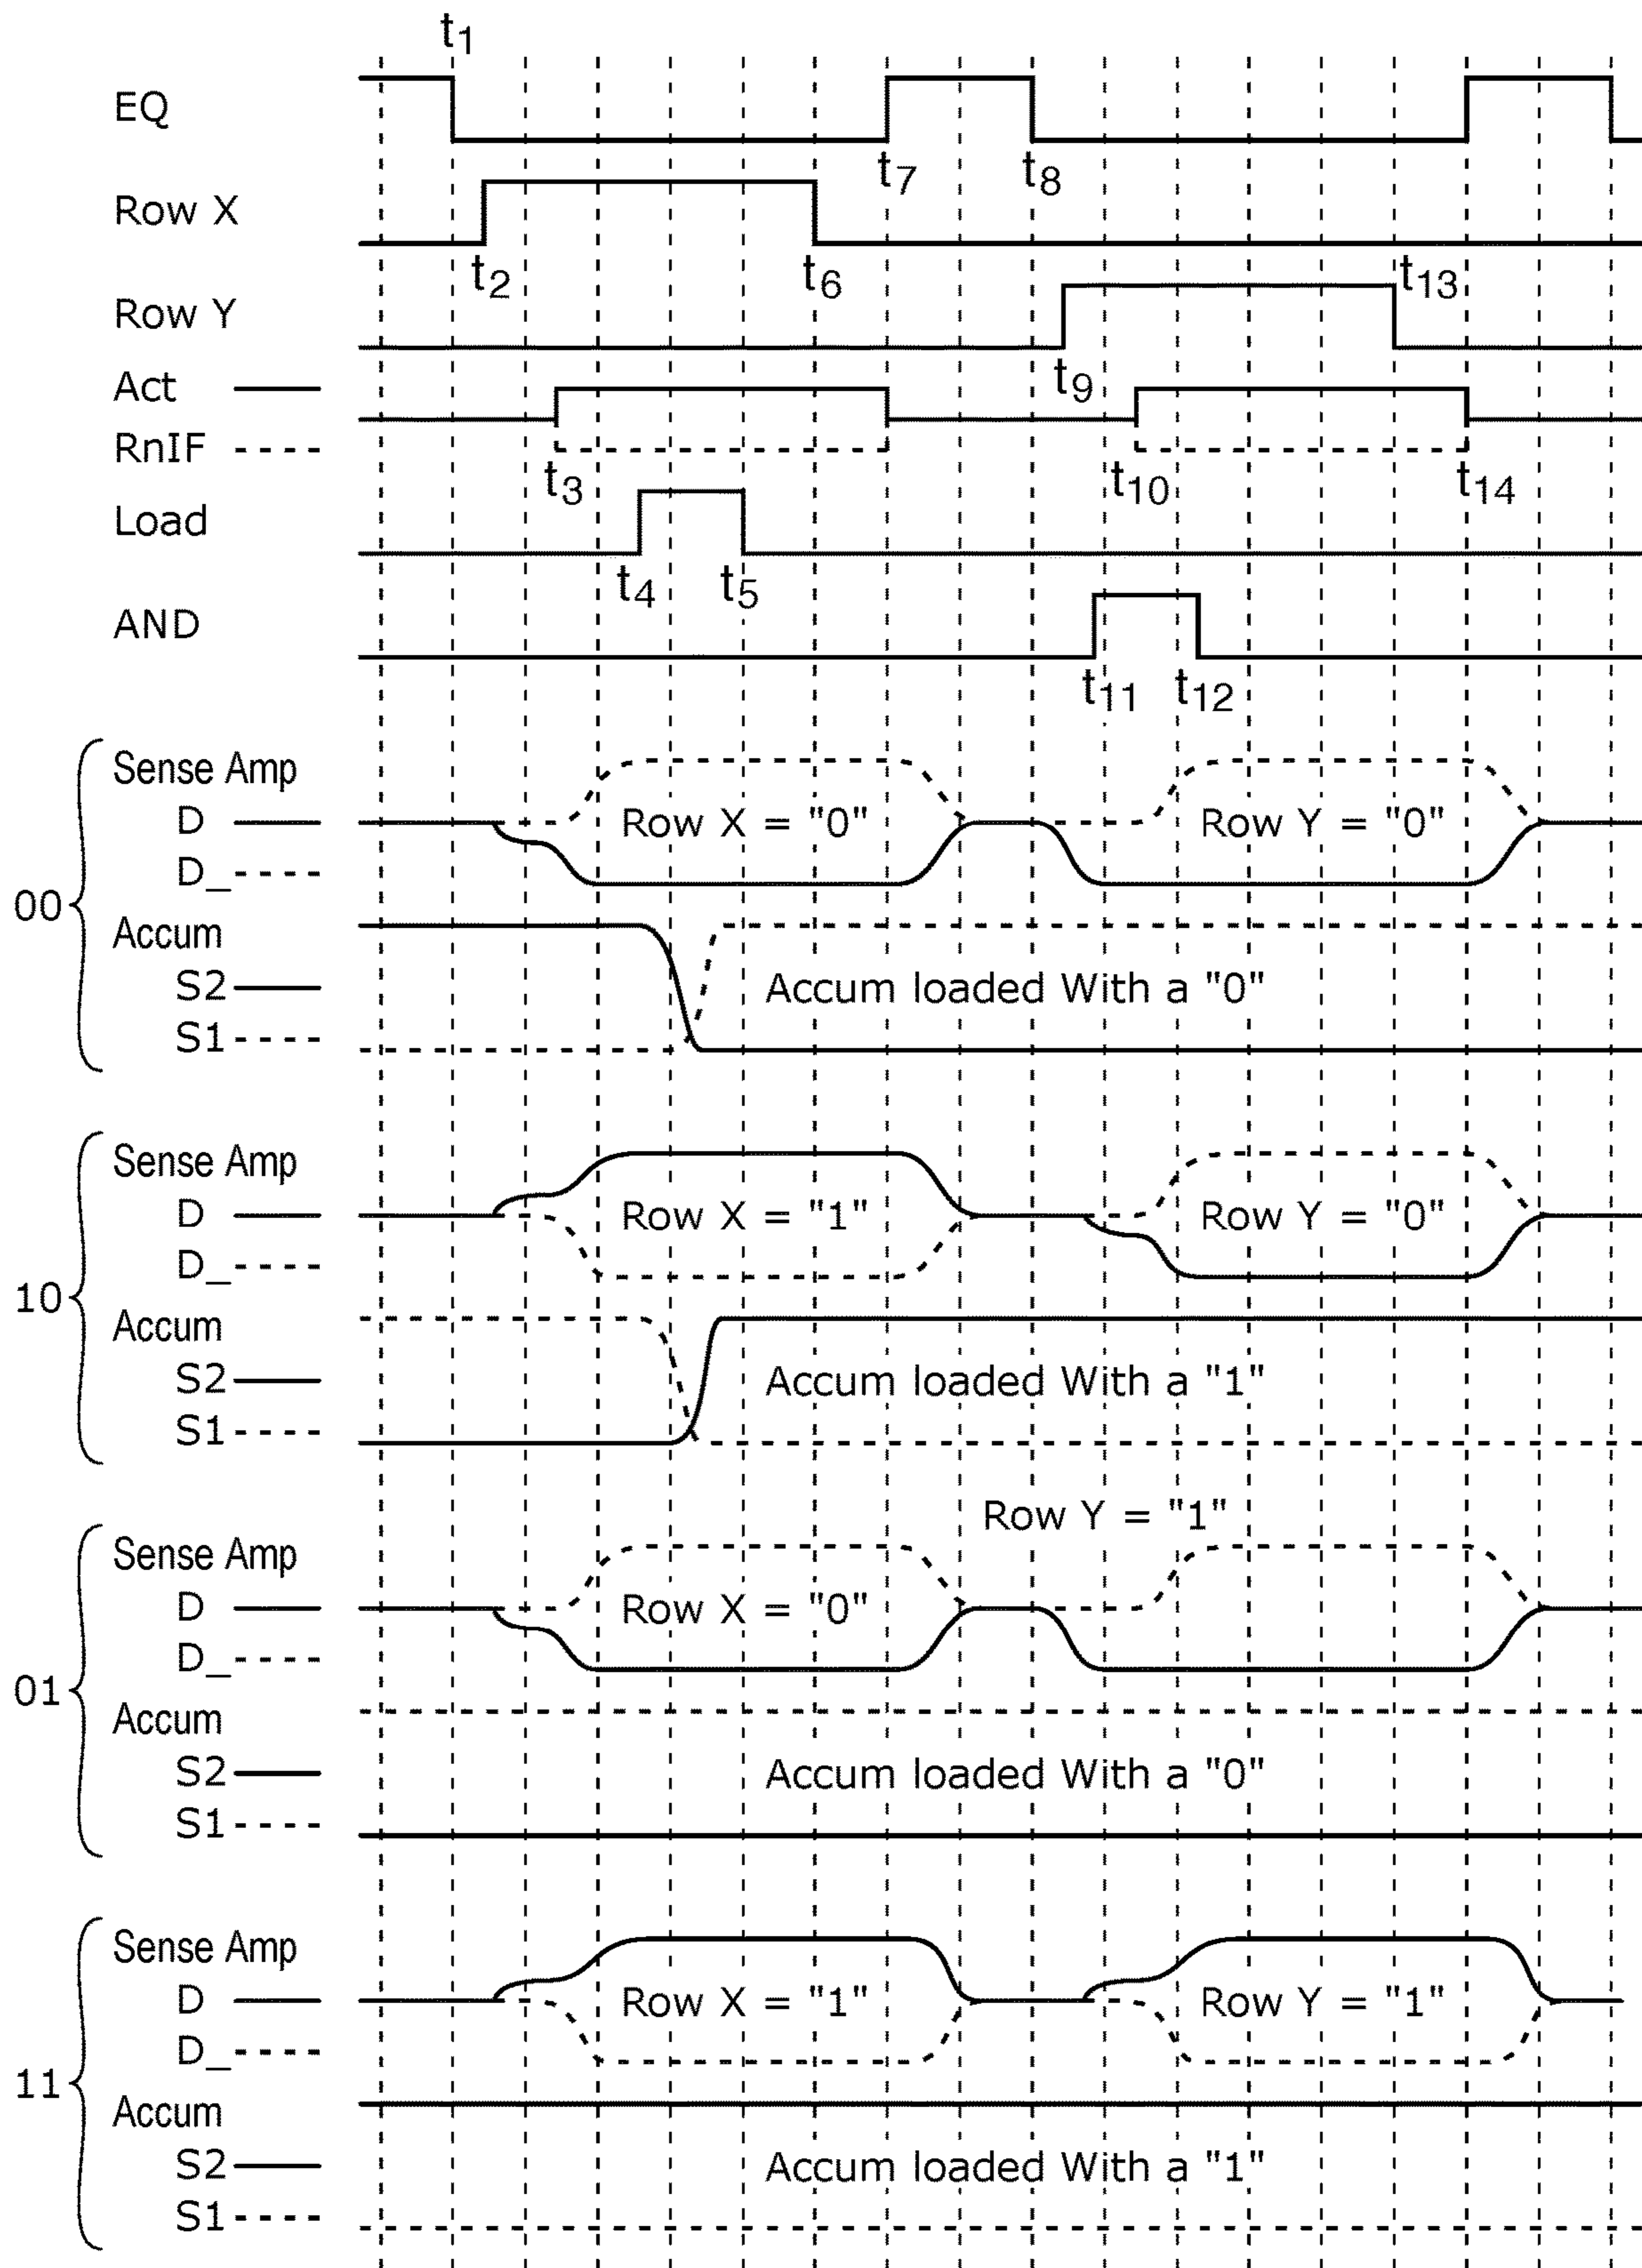 t1
EQ
t7 t8
Row X
t2 t6 t13
Row Y
t9
Act
RnIF
t3 t10 t14
Load
t4 t5
AND
t11 t12
00
Sense Amp
D Row X = "0" Row Y = "0"
D_
Accum
S2 Accum loaded With a "0"
S1
10
Sense Amp
D Row X = "1" Row Y = "0"
D_
Accum
S2 Accum loaded With a "1"
S1
Row Y = "1"
01
Sense Amp
D Row X = "0"
D_
Accum
S2 Accum loaded With a "0"
S1
11
Sense Amp
D Row X = "1" Row Y = "1"
D_
Accum
S2 Accum loaded With a "1"
S1